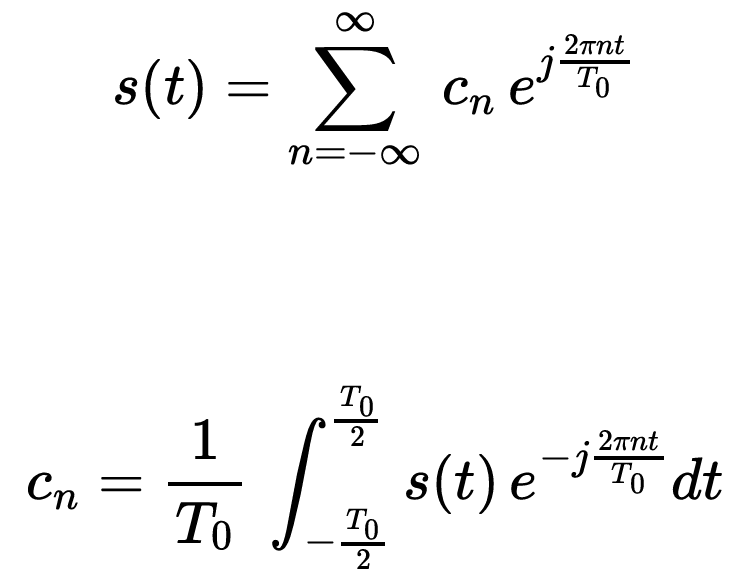 s(t) = \sum_{n=-\infty}^{\infty} c_n e^{j\frac{2\pi nt}{T_0}}
c_n = \frac{1}{T_0} \int_{-\frac{T_0}{2}}^{\frac{T_0}{2}} s(t) e^{-j\frac{2\pi nt}{T_0}} dt